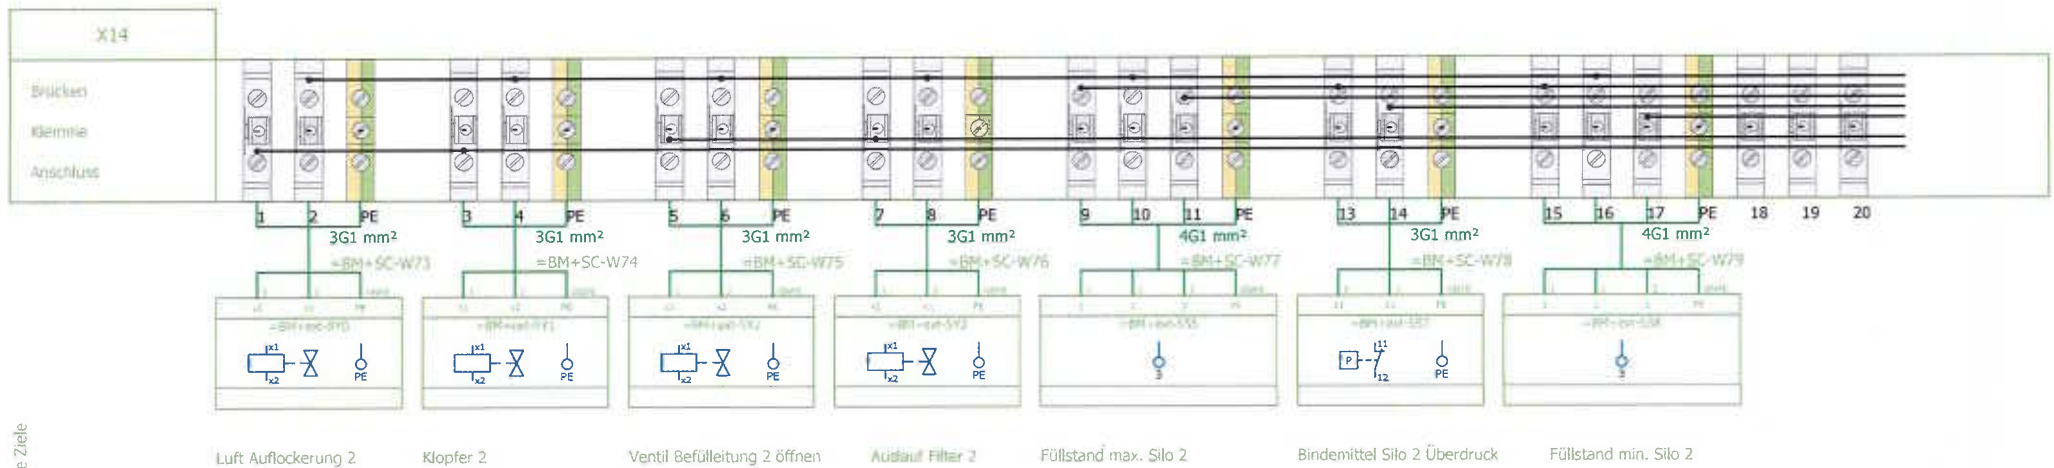 X14
Brücken
Klemme
Anschluss
1 2 PE 3 4 PE 5 6 PE 7 8 PE 9 10 11 PE 13 14 PE 15 16 17 PE 18 19 20
3G1 mm² 3G1 mm² 3G1 mm² 3G1 mm² 4G1 mm² 3G1 mm² 4G1 mm²
=BM+SC-W73 =BM+SC-W74 =BM+SC-W75 =BM+SC-W76 =BM+SC-W77 =BM+SC-W78 =BM+SC-W79
x1 x1 x1 x1 11
P
x2 PE x2 PE x2 PE x2 PE 3 12 PE 3
e Ziele
Luft Auflockerung 2 Klopfer 2 Ventil Befülleitung 2 öffnen Auslauf Filter 2 Füllstand max. Silo 2 Bindemittel Silo 2 Überdruck Füllstand min. Silo 2